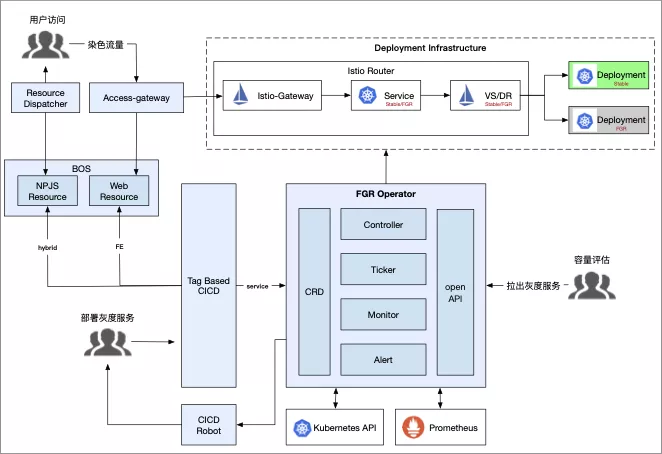 用户访问
染色流量
Resource
Dispatcher
Access-gateway
Deployment Infrastructure
Istio Router
Istio-Gateway
Service
Stable/FGR
VS/DR
Stable/FGR
Deployment
Stable
Deployment
FGR
BOS
NPJS
Resource
Web
Resource
hybrid
FE
Tag Based
CICD
service
FGR Operator
CRD
Controller
Ticker
Monitor
Alert
open
API
容量评估
拉出灰度服务
部署灰度服务
CICD
Robot
Kubernetes API
Prometheus